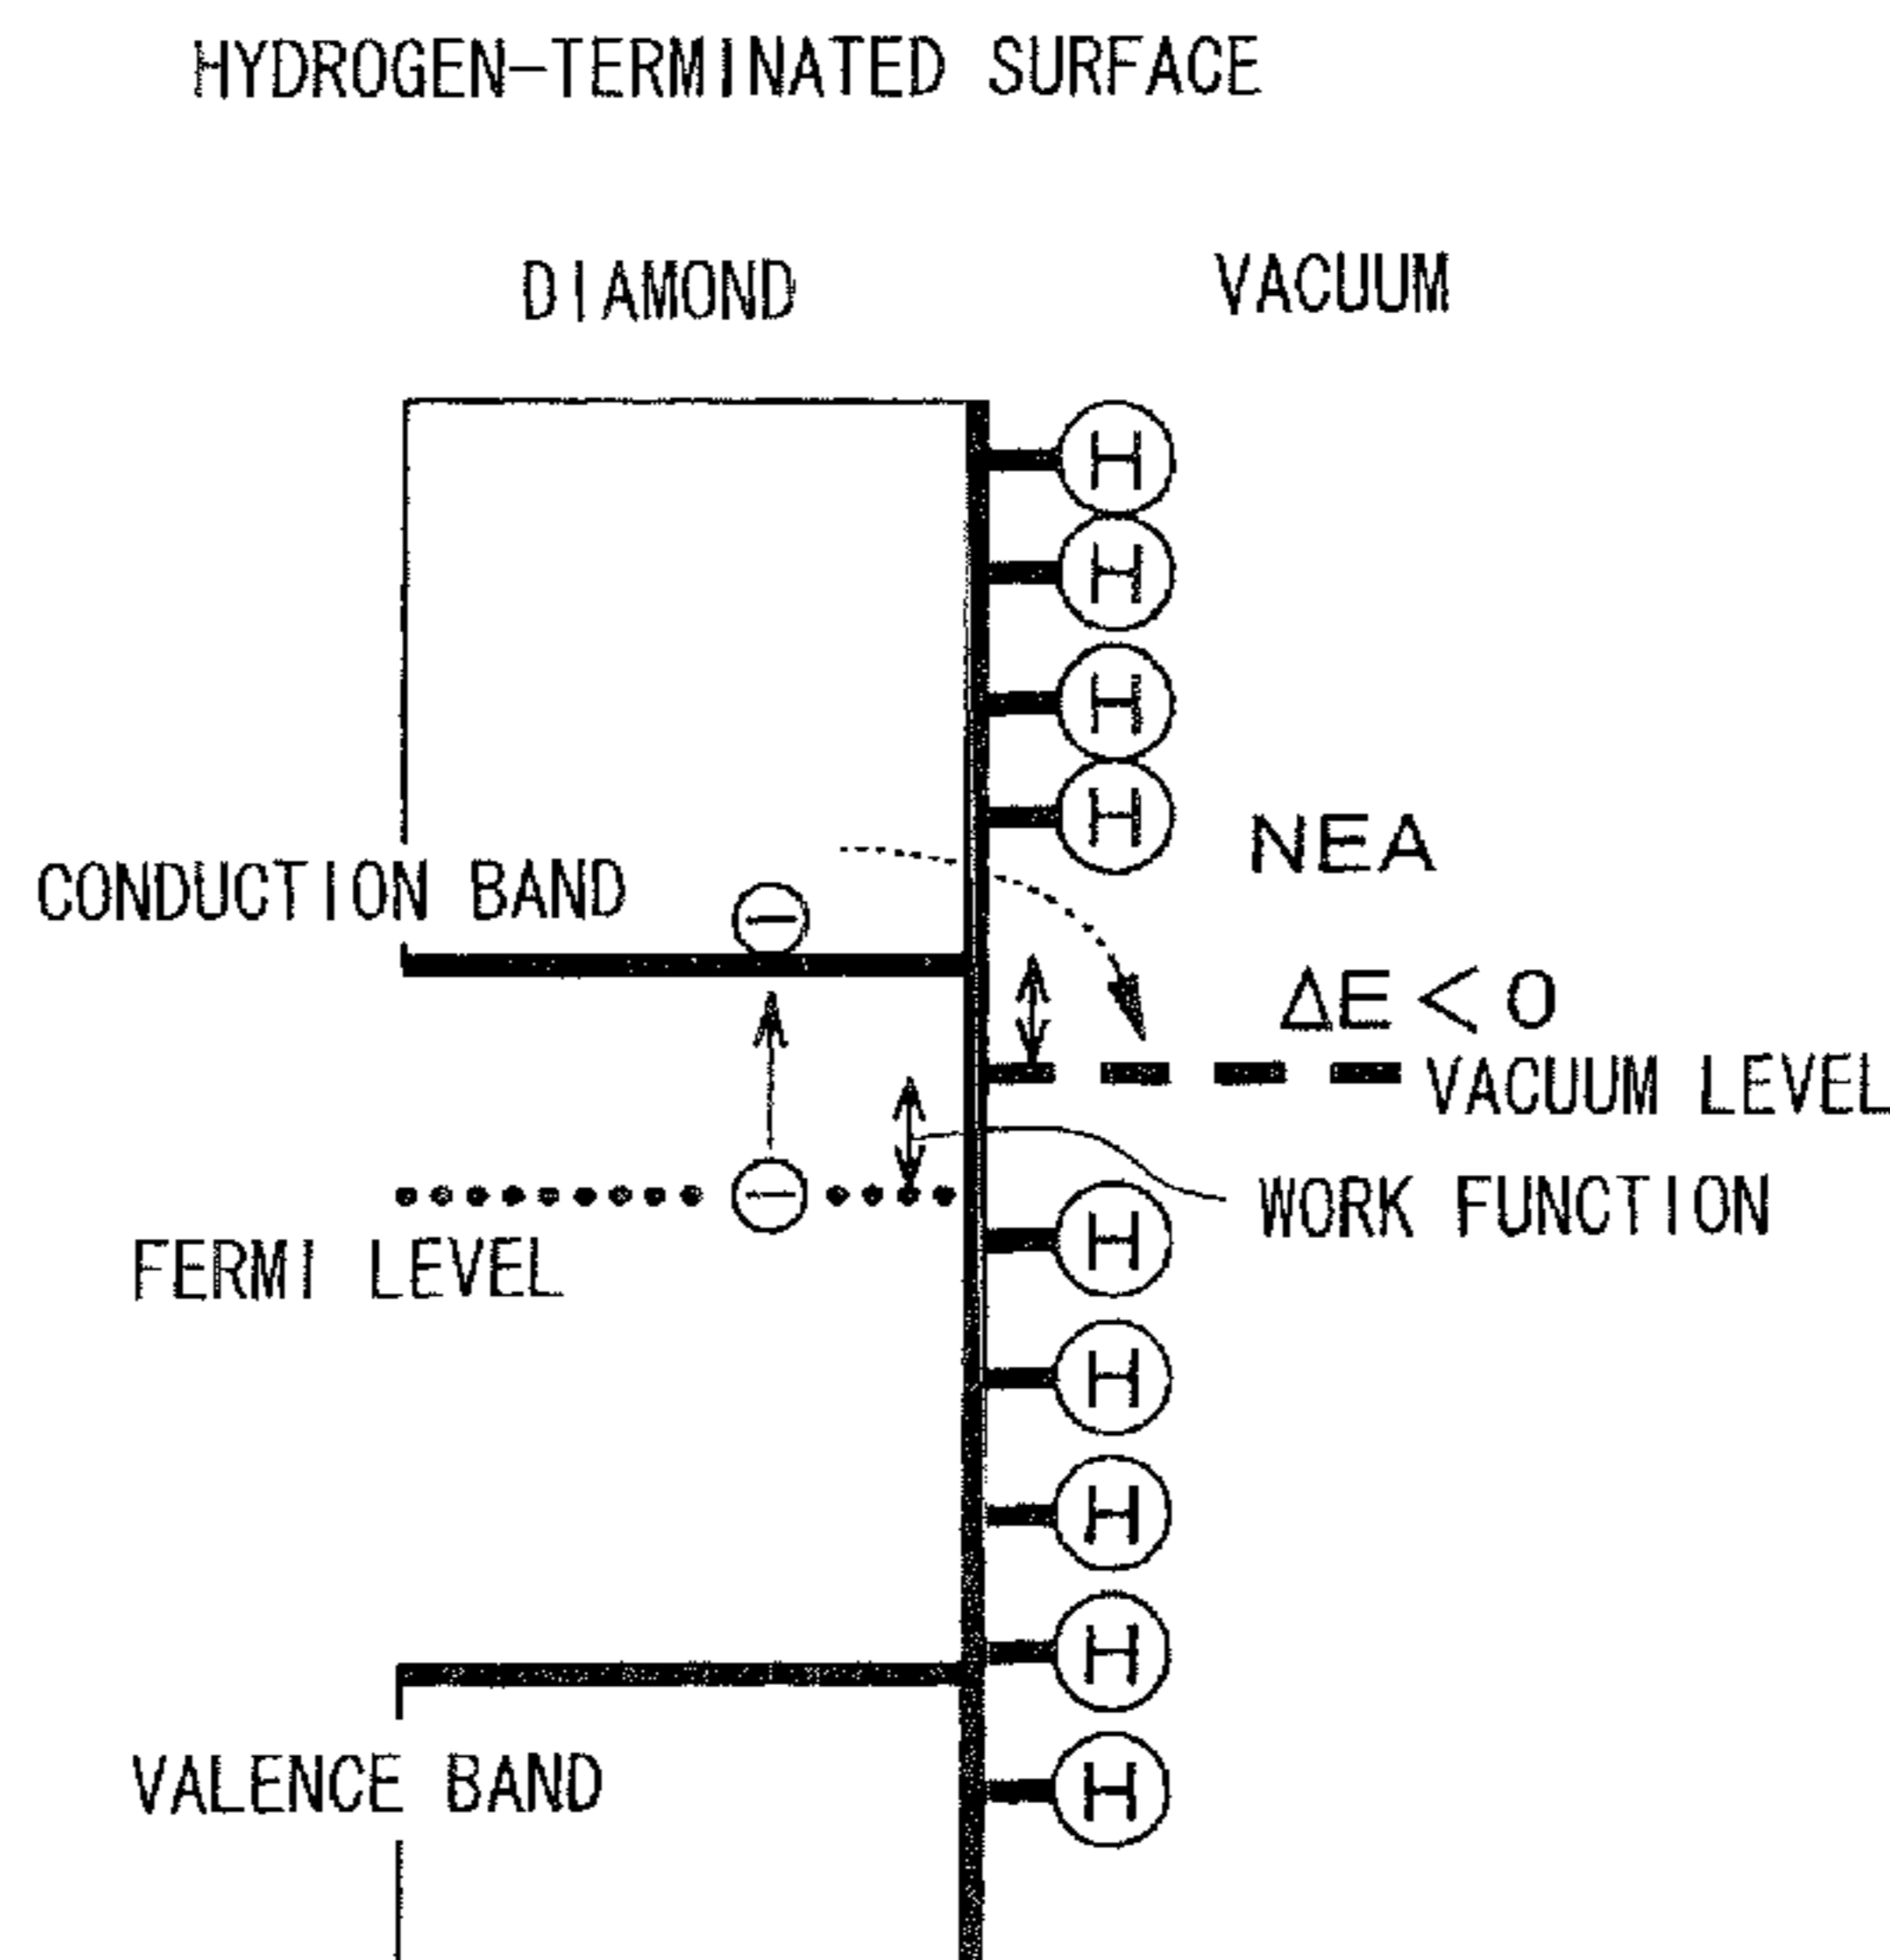 HYDROGEN-TERMINATED SURFACE
DIAMOND
VACUUM
H
H
H
H
NEA
CONDUCTION BAND
−
ΔE<0
VACUUM LEVEL
−
WORK FUNCTION
FERMI LEVEL
H
H
H
H
VALENCE BAND
H